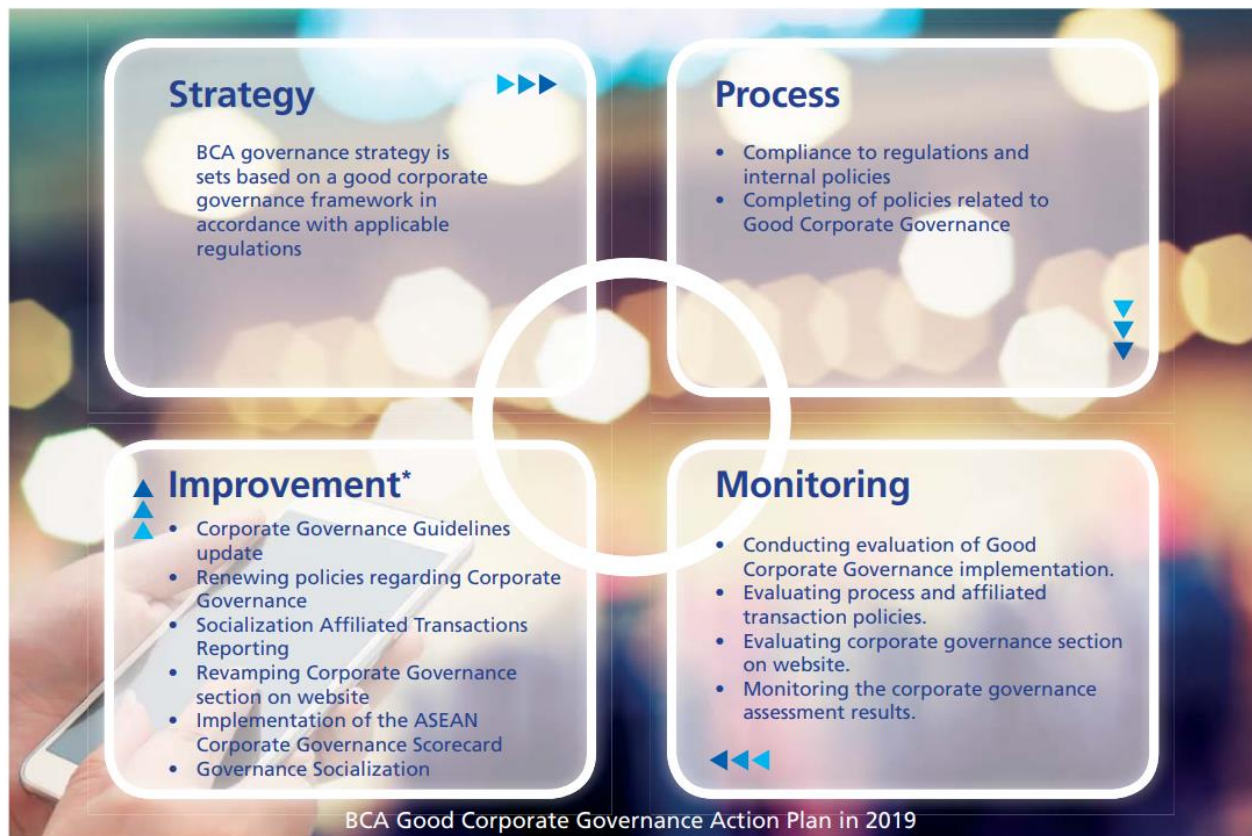 Strategy
BCA governance strategy is
sets based on a good corporate
governance framework in
accordance with applicable
regulations
Process
• Compliance to regulations and
internal policies
• Completing of policies related to
Good Corporate Governance
Improvement*
• Corporate Governance Guidelines
update
• Renewing policies regarding Corporate
Governance
• Socialization Affiliated Transactions
Reporting
• Revamping Corporate Governance
section on website
• Implementation of the ASEAN
Corporate Governance Scorecard
• Governance Socialization
Monitoring
• Conducting evaluation of Good
Corporate Governance implementation.
• Evaluating process and affiliated
transaction policies.
• Evaluating corporate governance section
on website.
• Monitoring the corporate governance
assessment results.
BCA Good Corporate Governance Action Plan in 2019